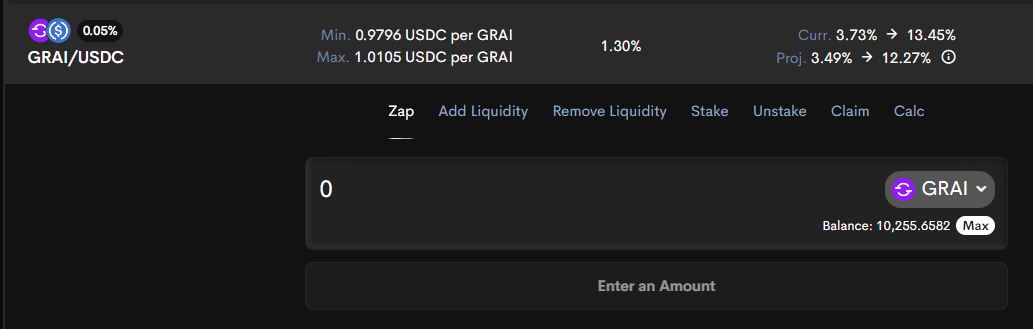 0.05%
GRAI/USDC
Min. 0.9796 USDC per GRAI
Max. 1.0105 USDC per GRAI
1.30%
Curr. 3.73% → 13.45%
Proj. 3.49% → 12.27%
Zap Add Liquidity Remove Liquidity Stake Unstake Claim Calc
0 GRAI
Balance: 10,255.6582 Max
Enter an Amount